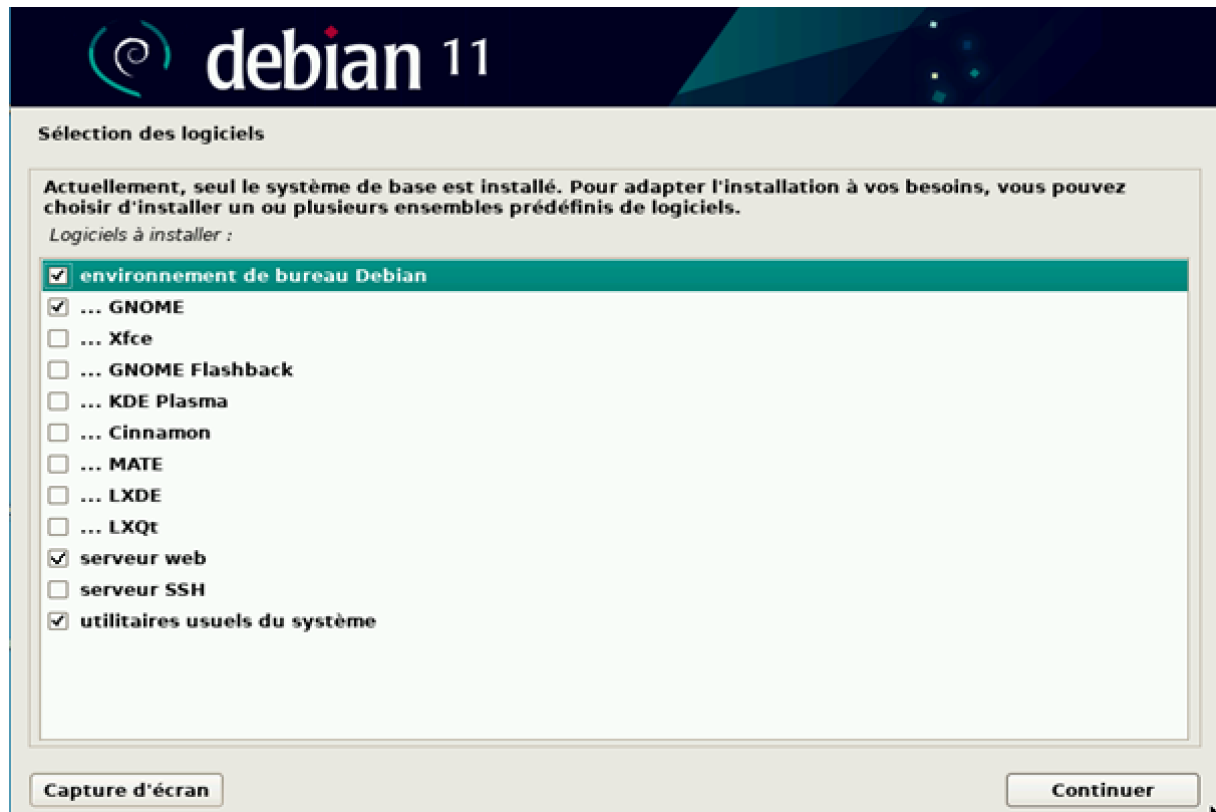 debian 11
Sélection des logiciels
Actuellement, seul le système de base est installé. Pour adapter l'installation à vos besoins, vous pouvez
choisir d'installer un ou plusieurs ensembles prédéfinis de logiciels.
Logiciels à installer :
environnement de bureau Debian
... GNOME
... Xfce
... GNOME Flashback
... KDE Plasma
... Cinnamon
... MATE
... LXDE
... LXQt
serveur web
serveur SSH
utilitaires usuels du système
Capture d'écran
Continuer